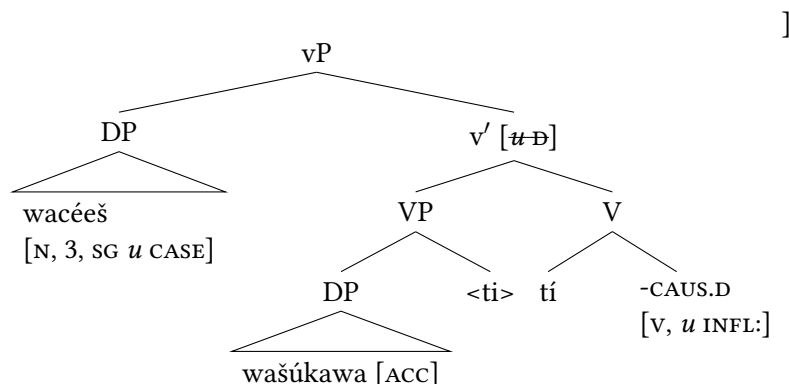 ]
vP
DP v′ [u D]
wacéeš
[N, 3, SG u CASE]
VP V
DP <ti> tí -CAUS.D
[V, u INFL:]
wašúkawa [ACC]